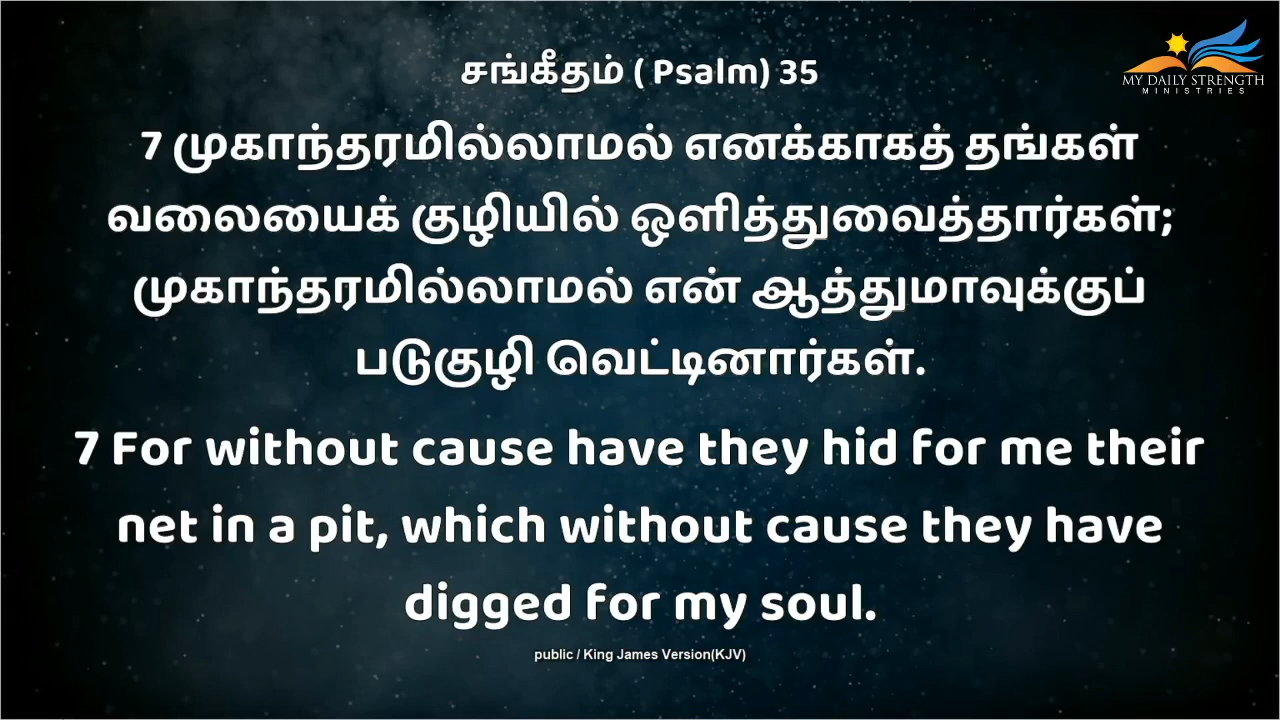 சங்கீதம் ( Psalm) 35
MY DAILY STRENGTH
MINISTRIES
7 முகாந்தரமில்லாமல் எனக்காகத் தங்கள்
வலையைக் குழியில் ஒளித்துவைத்தார்கள்;
முகாந்தரமில்லாமல் என் ஆத்துமாவுக்குப்
படுகுழி வெட்டினார்கள்.
7 For without cause have they hid for me their
net in a pit, which without cause they have
digged for my soul.
public / King James Version(KJV)